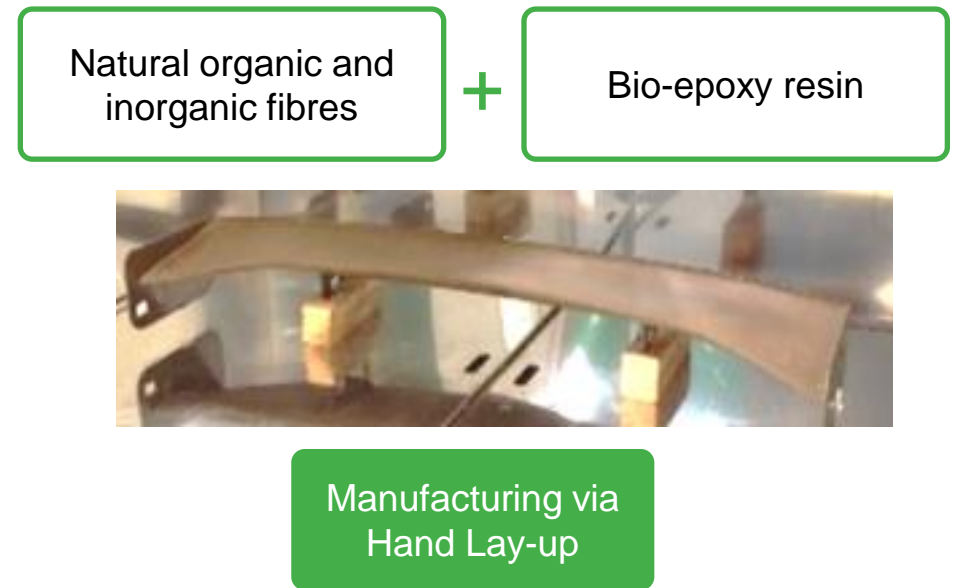 Natural organic and
inorganic fibres
+
Bio-epoxy resin
Manufacturing via
Hand Lay-up